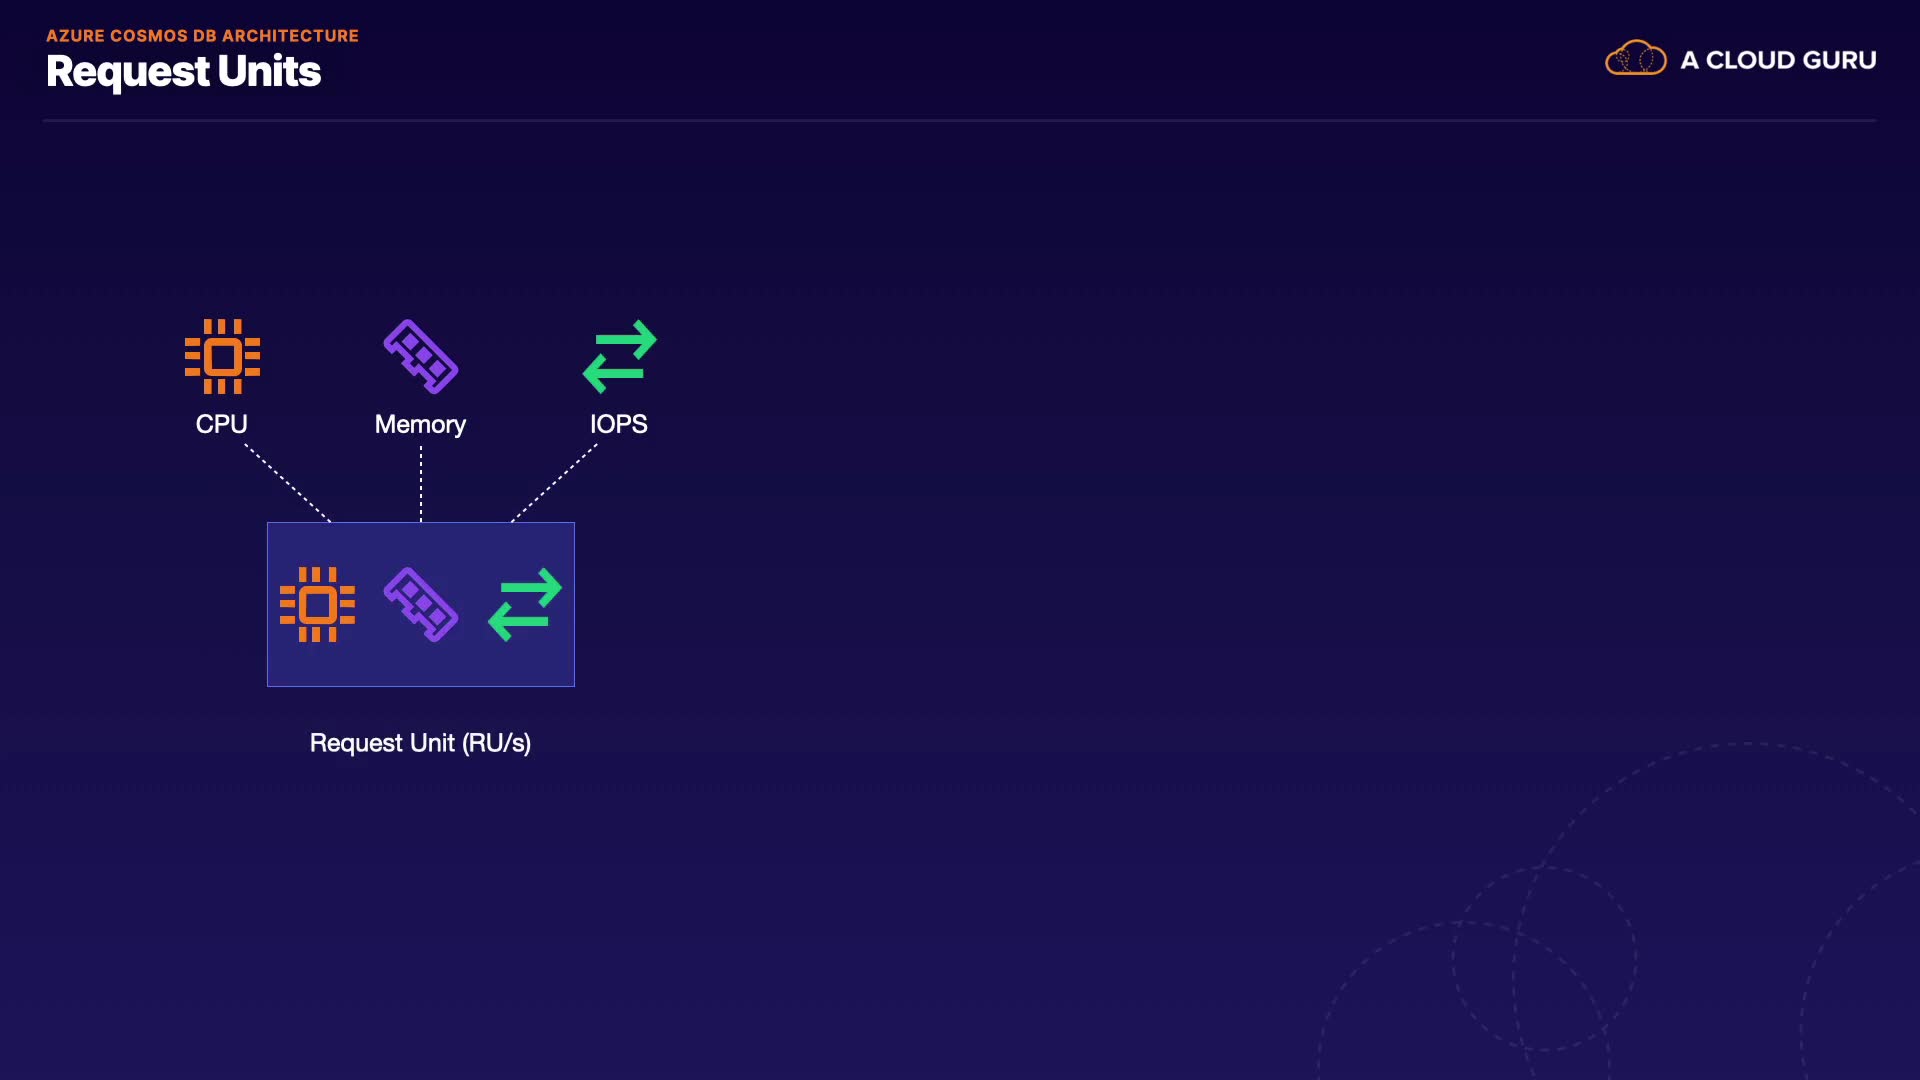 AZURE COSMOS DB ARCHITECTURE
Request Units
A CLOUD GURU
CPU
Memory
IOPS
Request Unit (RU/s)